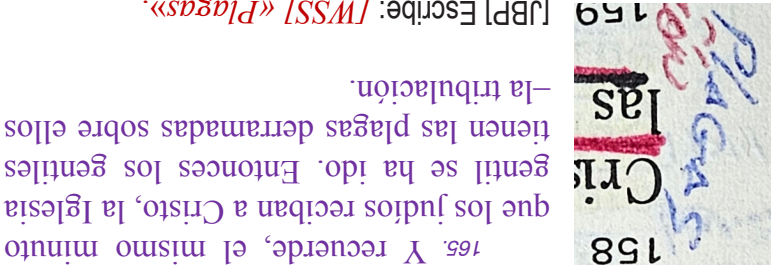 165. Y recuerde, el mismo minuto
que los judíos reciban a Cristo, la Iglesia
gentil se ha ido. Entonces los gentiles
tienen las plagas derramadas sobre ellos
–la tribulación.
[JBP] Escribe: [WSS] «Plagas».
158
Cris
las
159
Plagas